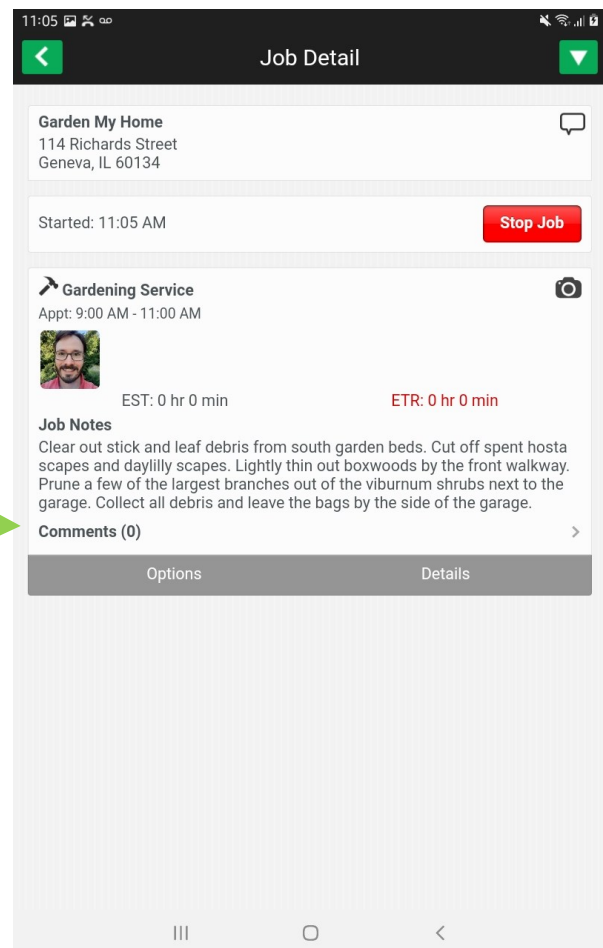 11:05
Job Detail
Garden My Home
114 Richards Street
Geneva, IL 60134
Started: 11:05 AM
Stop Job
Gardening Service
Appt: 9:00 AM - 11:00 AM
EST: 0 hr 0 min
ETR: 0 hr 0 min
Job Notes
Clear out stick and leaf debris from south garden beds. Cut off spent hosta
scapes and daylilly scapes. Lightly thin out boxwoods by the front walkway.
Prune a few of the largest branches out of the viburnum shrubs next to the
garage. Collect all debris and leave the bags by the side of the garage.
Comments (0)
Options
Details